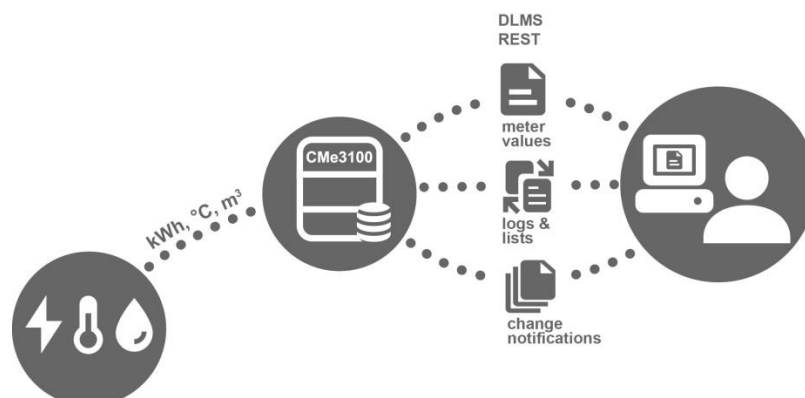 DLMS
REST
CMe3100
meter
values
kWh, °C, m³
logs &
lists
change
notifications